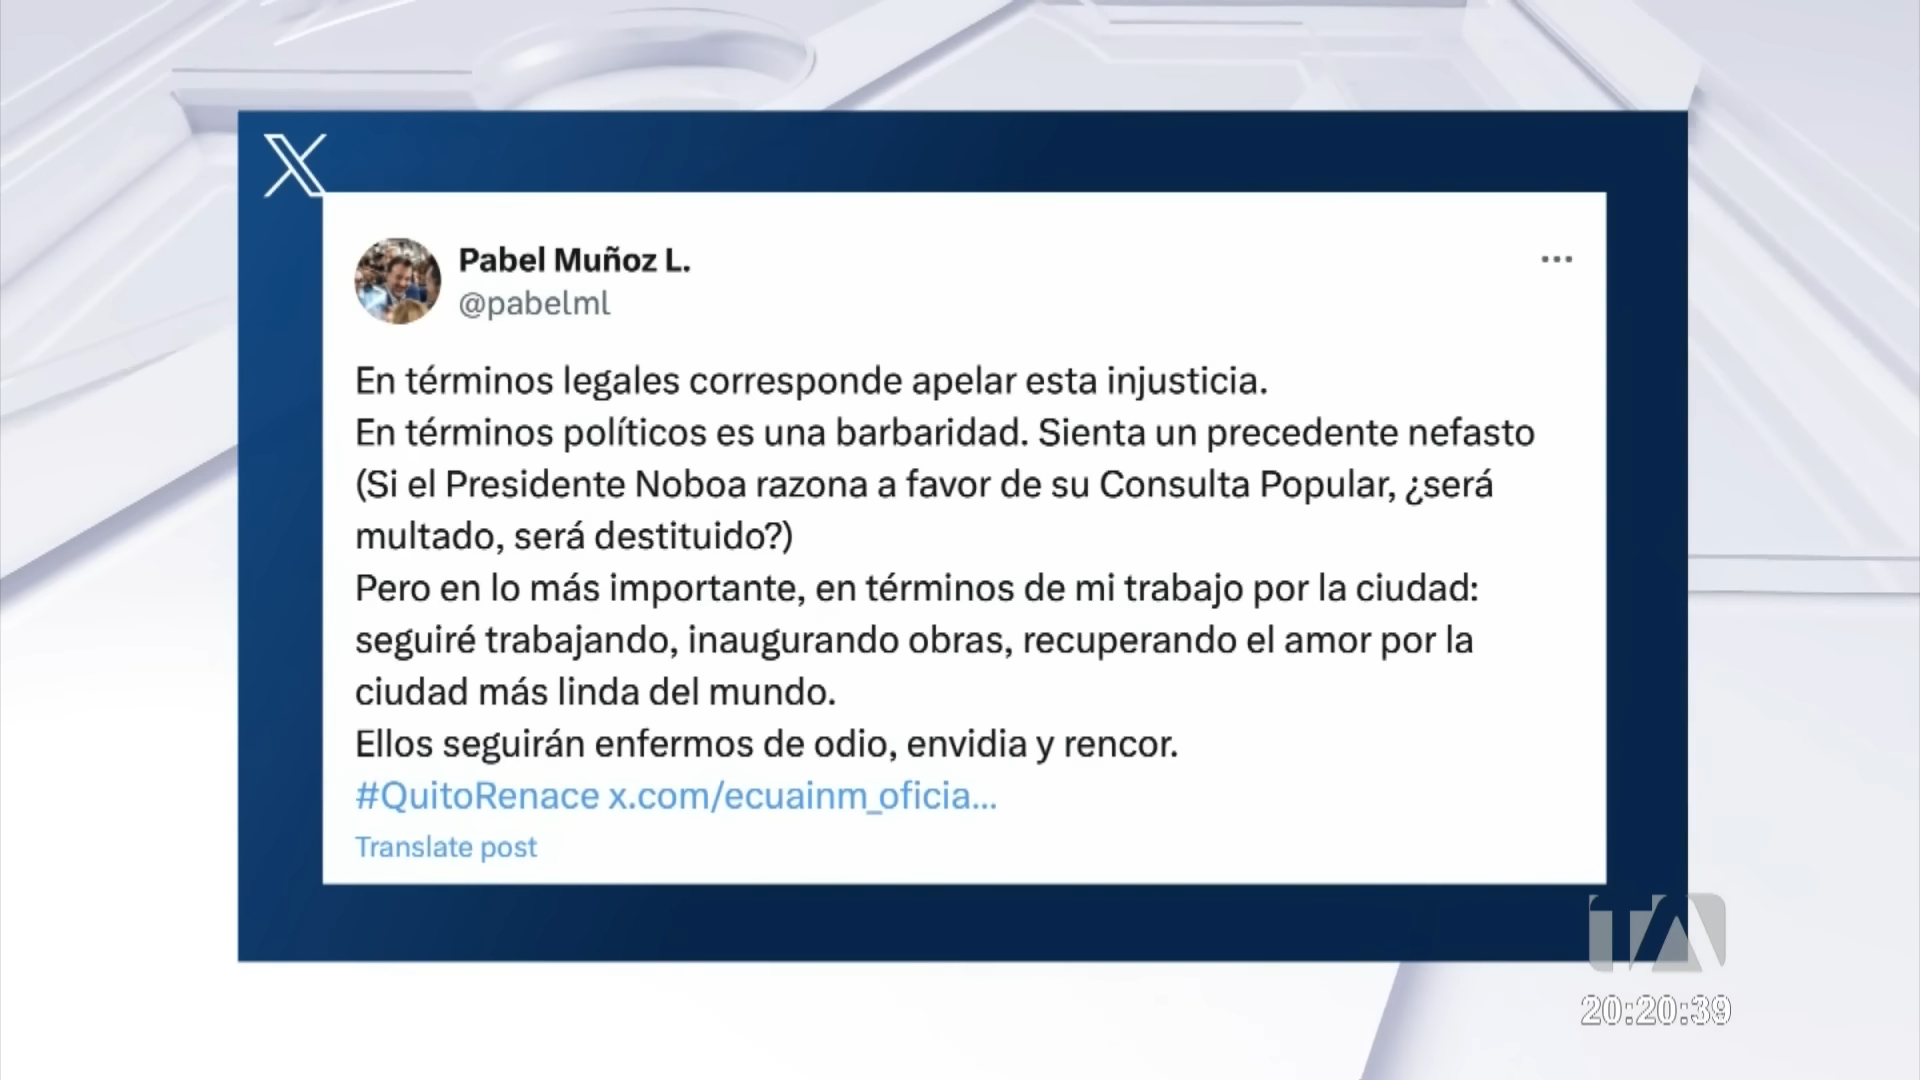 X
Pabel Muñoz L.
@pabelml
En términos legales corresponde apelar esta injusticia.
En términos políticos es una barbaridad. Sienta un precedente nefasto
(Si el Presidente Noboa razona a favor de su Consulta Popular, ¿será
multado, será destituido?)
Pero en lo más importante, en términos de mi trabajo por la ciudad:
seguiré trabajando, inaugurando obras, recuperando el amor por la
ciudad más linda del mundo.
Ellos seguirán enfermos de odio, envidia y rencor.
#QuitoRenace x.com/ecuainm_oficia...
Translate post
TA
20:20:39